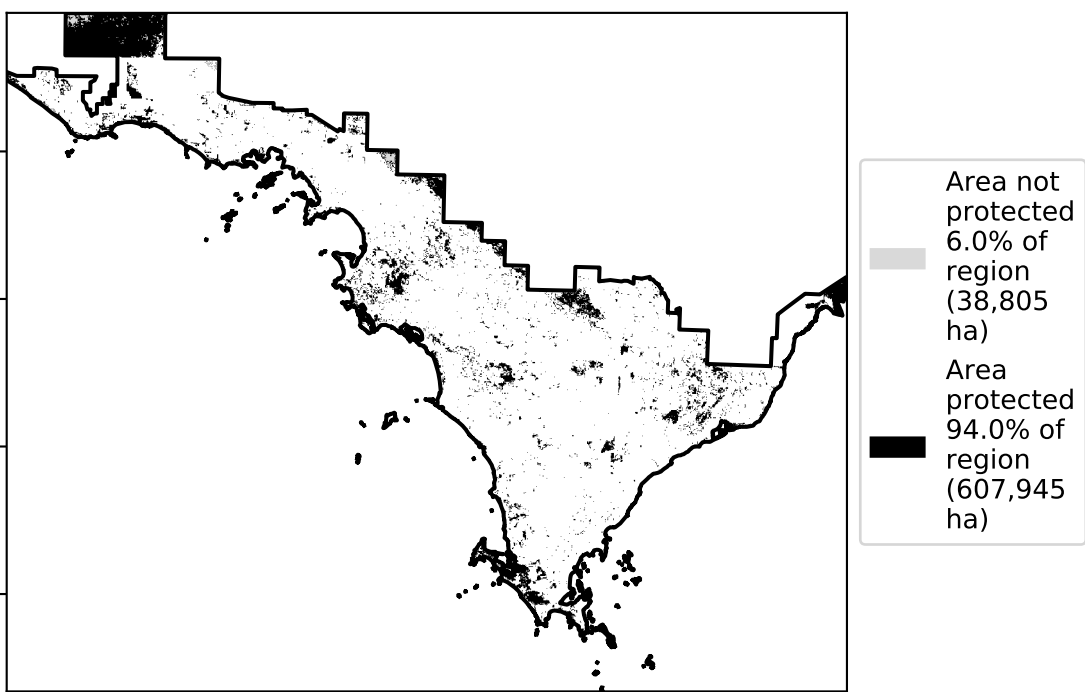 Area not
protected
6.0% of
region
(38,805
ha)
Area
protected
94.0% of
region
(607,945
ha)